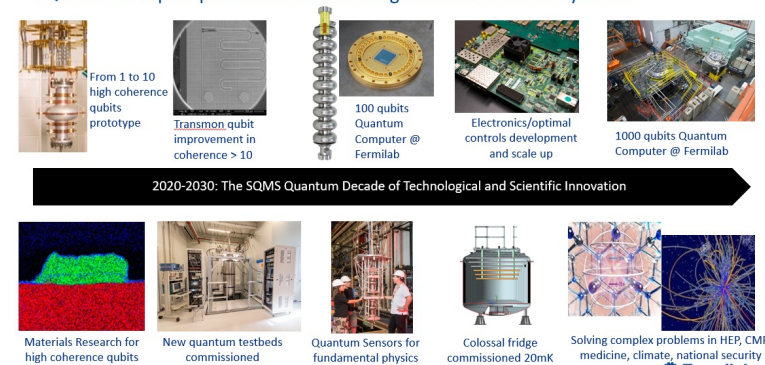 From 1 to 10
high coherence
qubits
prototype
Transmon qubit
improvement in
coherence > 10
100 qubits
Quantum
Computer @
Fermilab
Electronics/optimal
controls development
and scale up
1000 qubits Quantum
Computer @ Fermilab
2020-2030: The SQMS Quantum Decade of Technological and Scientific Innovation
Materials Research for
high coherence qubits
New quantum testbeds
commissioned
Quantum Sensors for
fundamental physics
Colossal fridge
commissioned 20mK
Solving complex problems in HEP, CMP
medicine, climate, national security